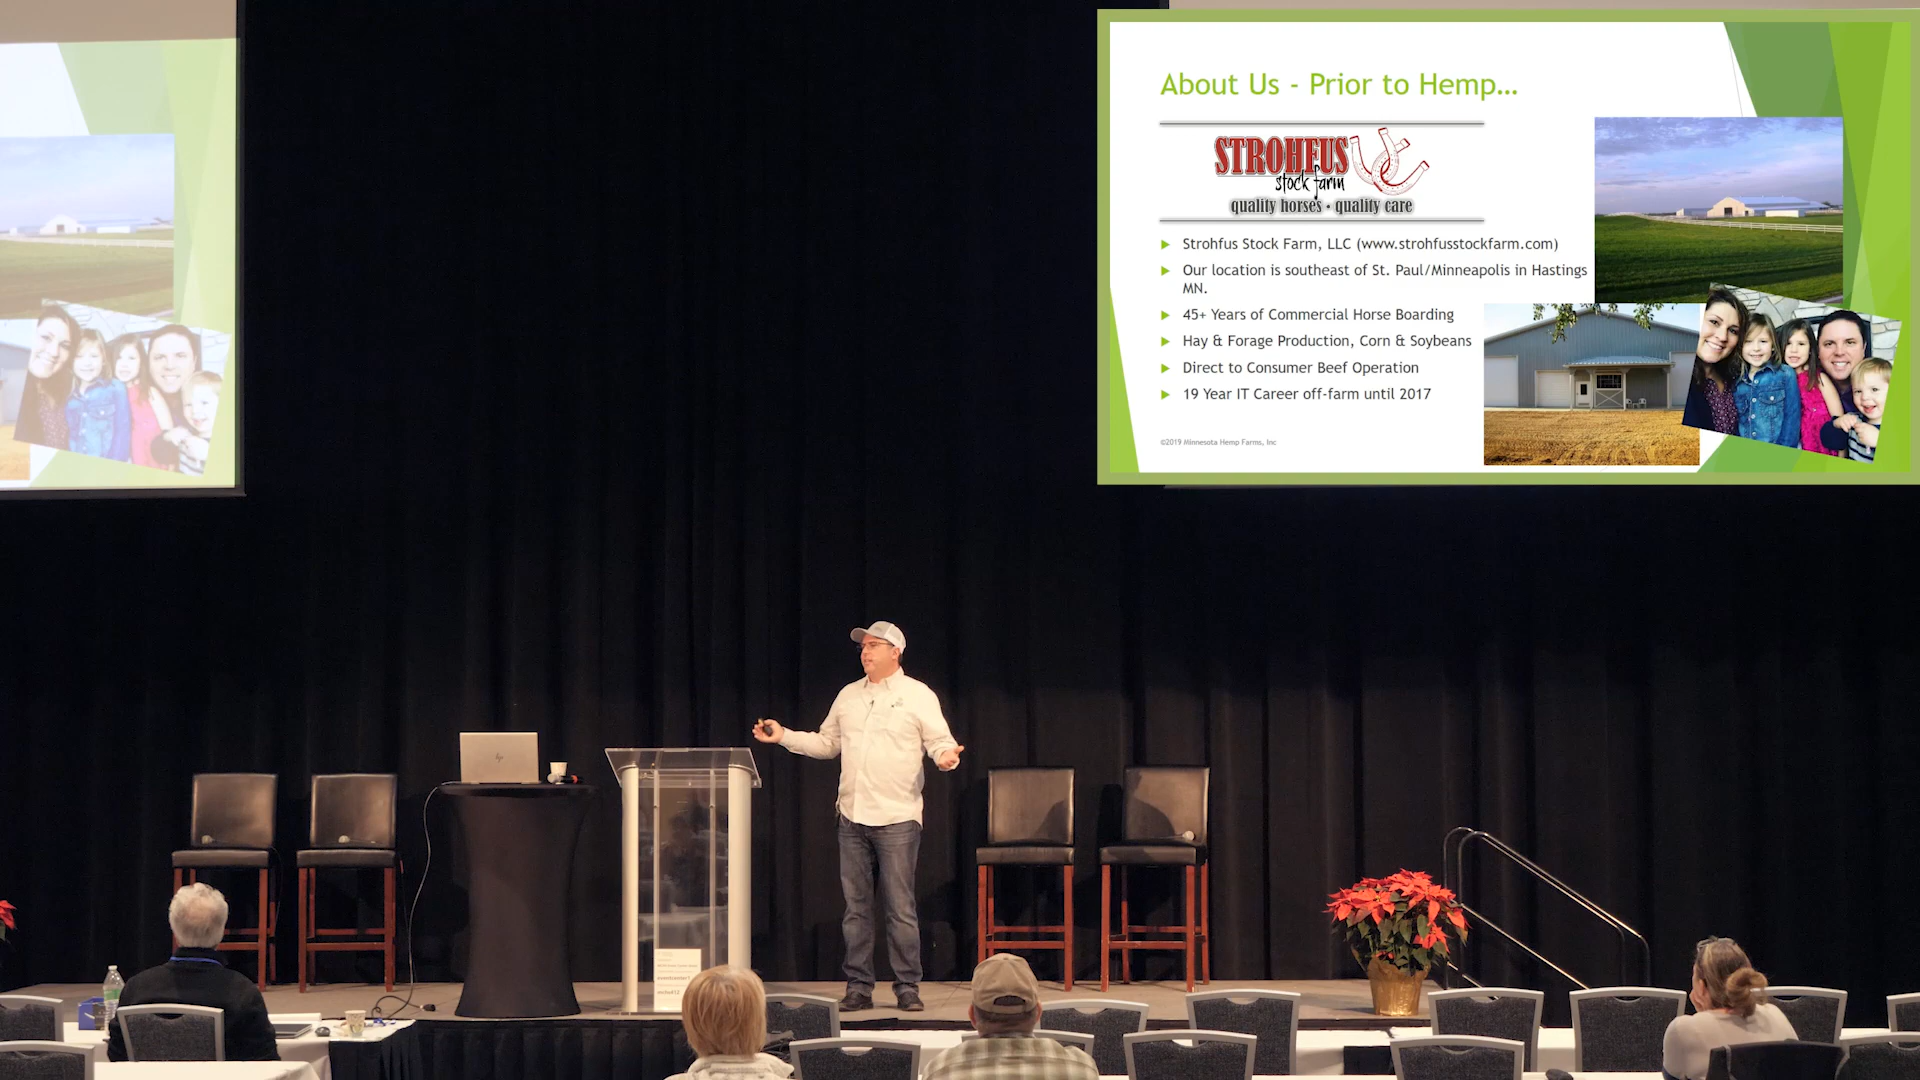 About Us - Prior to Hemp...
STROHFUS
stock farm
quality horses • quality care
Strohfus Stock Farm, LLC (www.strohfusstockfarm.com)
Our location is southeast of St. Paul/Minneapolis in Hastings
MN.
45+ Years of Commercial Horse Boarding
Hay & Forage Production, Corn & Soybeans
Direct to Consumer Beef Operation
19 Year IT Career off-farm until 2017
©2019 Minnesota Hemp Farms, Inc
hp